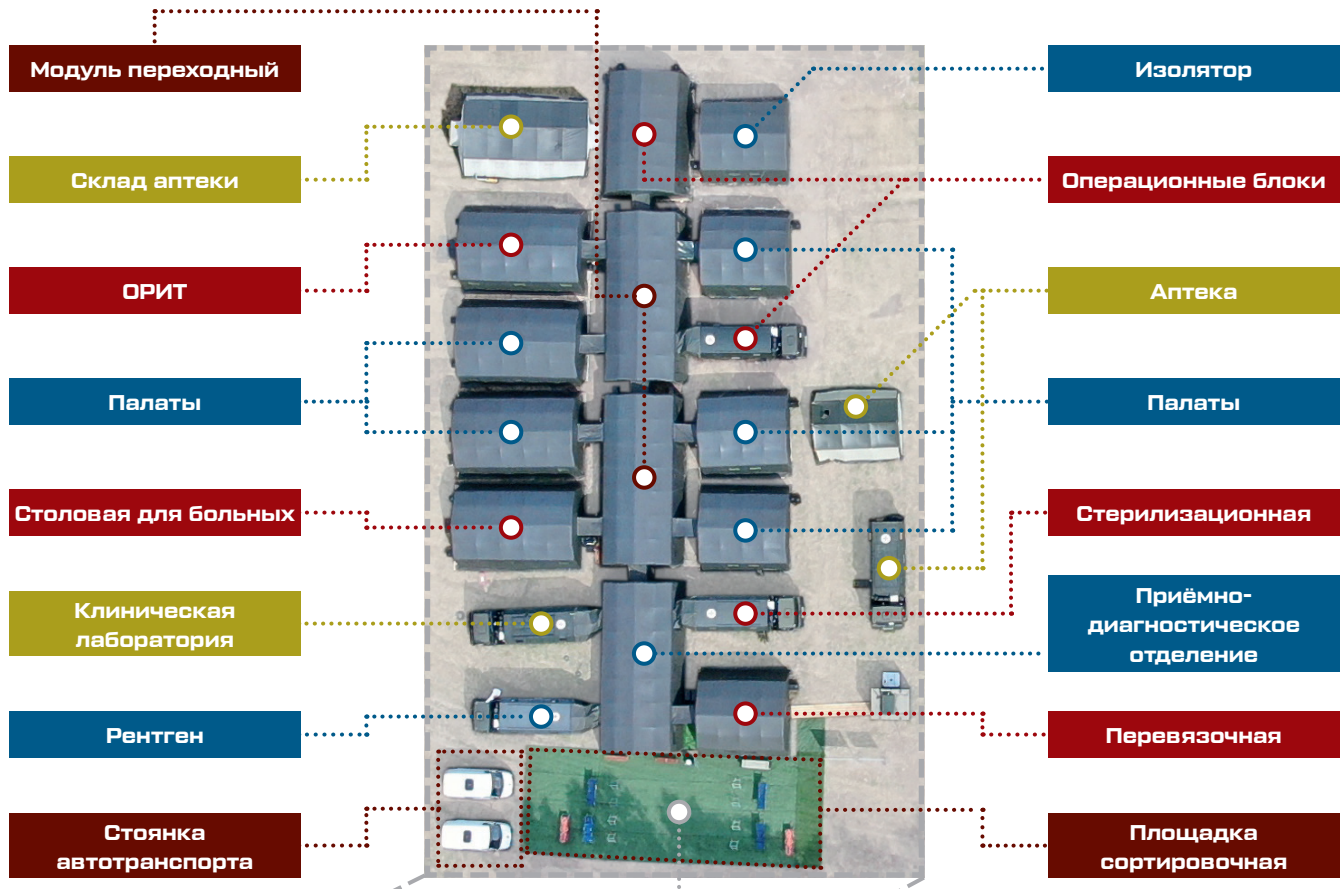 Модуль переходный
Склад аптеки
ОРИТ
Палаты
Столовая для больных
Клиническая
лаборатория
Рентген
Стоянка
автотранспорта
Изолятор
Операционные блоки
Аптека
Палаты
Стерилизационная
Приёмно-
диагностическое
отделение
Перевязочная
Площадка
сортировочная